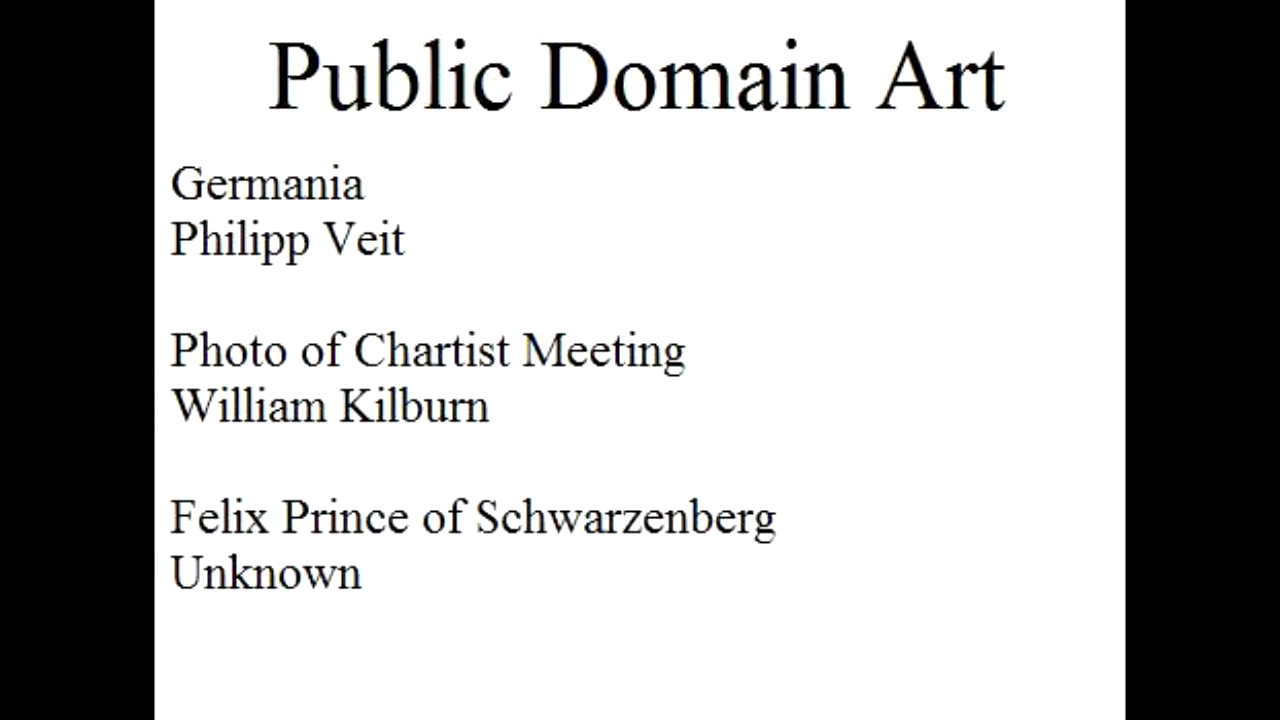 Public Domain Art
Germania
Philipp Veit
Photo of Chartist Meeting
William Kilburn
Felix Prince of Schwarzenberg
Unknown